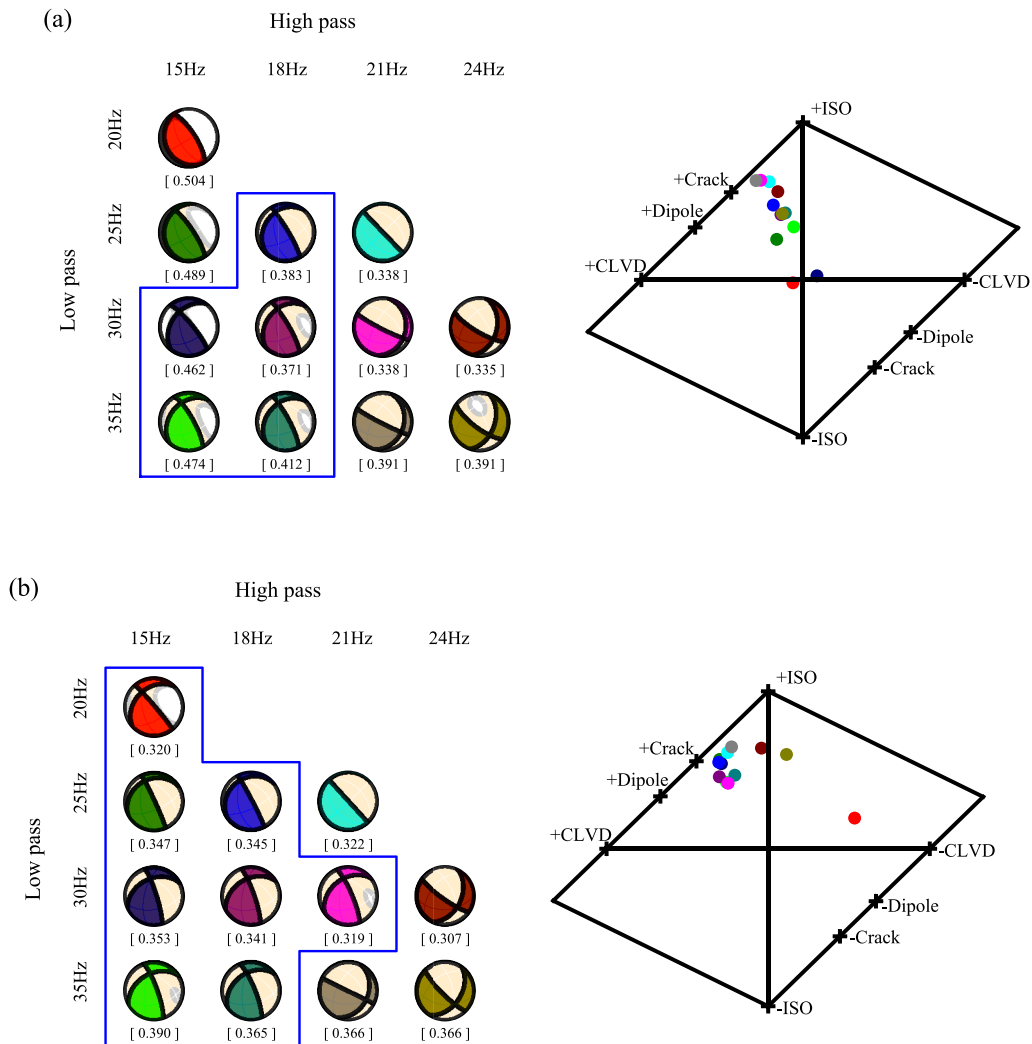 (a)
High pass
15Hz 18Hz 21Hz 24Hz
Low pass
20Hz
[ 0.504 ]
25Hz
[ 0.489 ] [ 0.383 ] [ 0.338 ]
30Hz
[ 0.462 ] [ 0.371 ] [ 0.338 ] [ 0.335 ]
35Hz
[ 0.474 ] [ 0.412 ] [ 0.391 ] [ 0.391 ]
+ISO
+Crack
+Dipole
+CLVD
-CLVD
-Dipole
-Crack
-ISO
(b)
High pass
15Hz 18Hz 21Hz 24Hz
Low pass
20Hz
[ 0.320 ]
25Hz
[ 0.347 ] [ 0.345 ] [ 0.322 ]
30Hz
[ 0.353 ] [ 0.341 ] [ 0.319 ] [ 0.307 ]
35Hz
[ 0.390 ] [ 0.365 ] [ 0.366 ] [ 0.366 ]
+ISO
+Crack
+Dipole
+CLVD
-CLVD
-Dipole
-Crack
-ISO